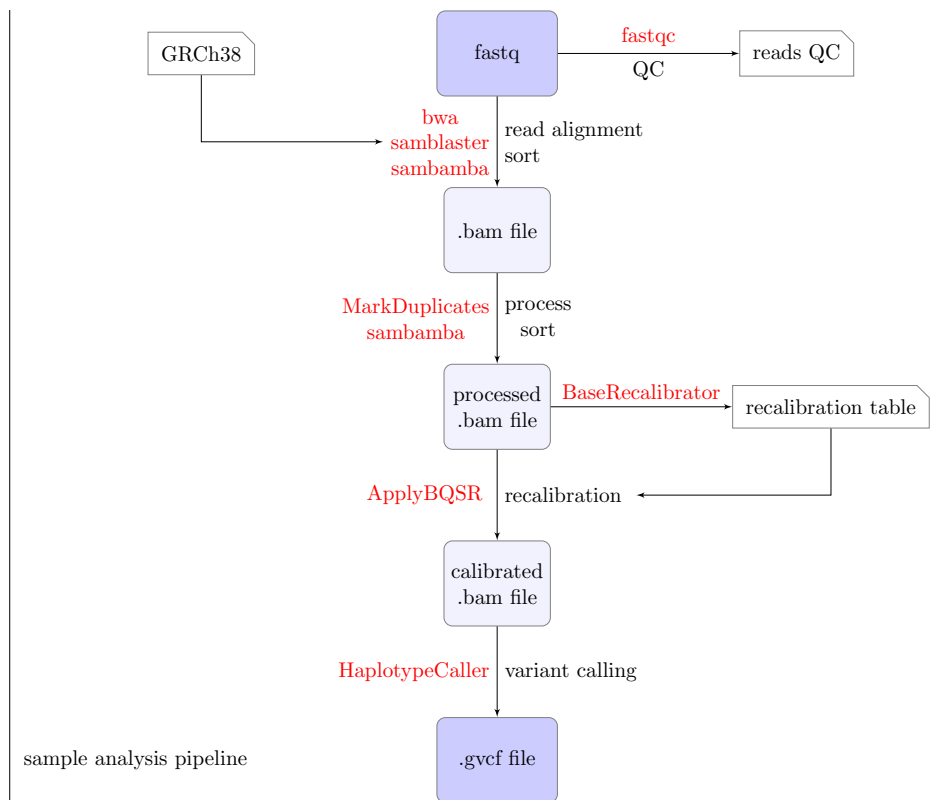 GRCh38
fastq
fastqc
QC
reads QC
bwa
samblaster
sambamba
read alignment
sort
.bam file
MarkDuplicates
sambamba
process
sort
processed
.bam file
BaseRecalibrator
recalibration table
ApplyBQSR
recalibration
calibrated
.bam file
HaplotypeCaller
variant calling
sample analysis pipeline
.gvcf file